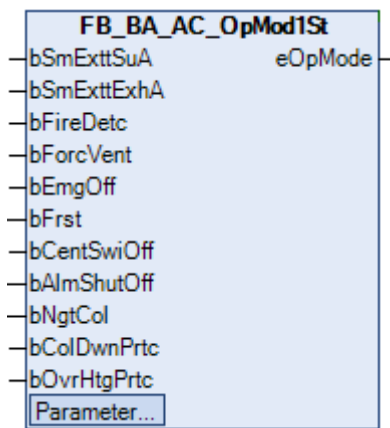 FB_BA_AC_OpMod1St
bSmExttSuA eOpMode
bSmExttExhA
bFireDetc
bForcVent
bEmgOff
bFrst
bCentSwiOff
bAlmShutOff
bNgtCol
bColDwnPrtc
bOvrHtgPrtc
Parameter...